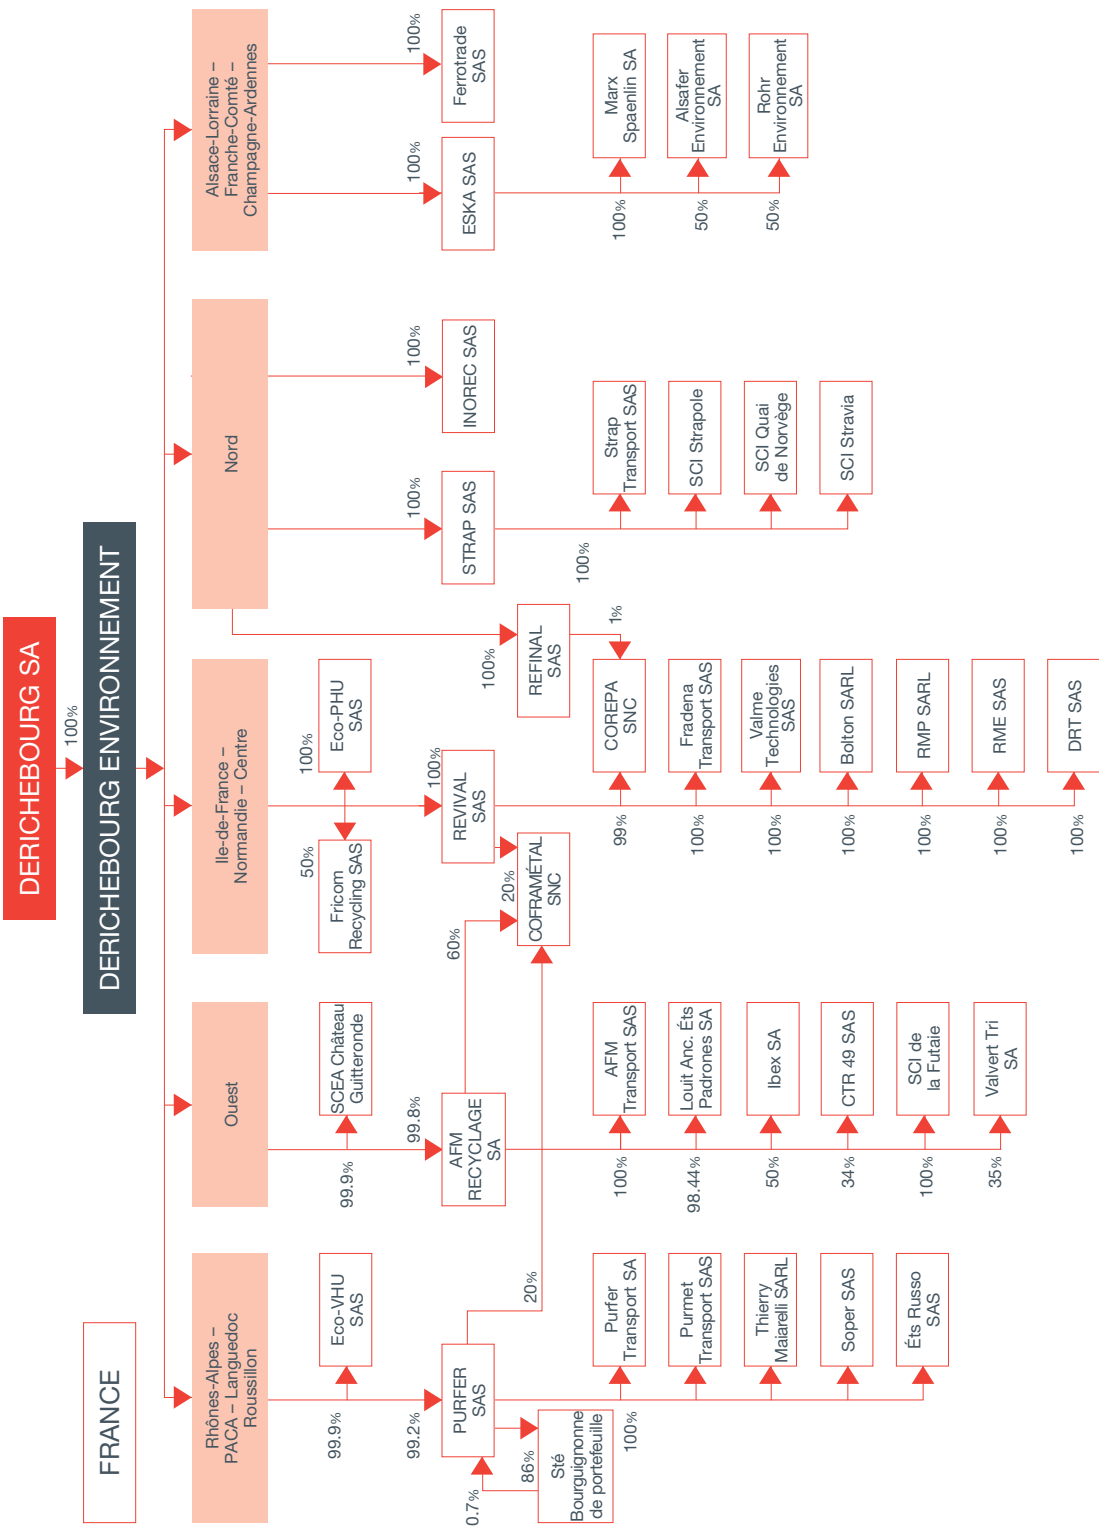 DERICHEBOURG SA
100%
DERICHEBOURG ENVIRONNEMENT
FRANCE
Rhônes-Alpes –
PACA – Languedoc
Roussillon
99.9%
Eco-VHU
SAS
99.2%
PURFER
SAS
0.7%
86%
Sté
Bourguignonne
de portefeuille
20%
100%
Purfer
Transport SA
Purmet
Transport SAS
Thierry
Maiarelli SARL
Soper SAS
Éts Russo
SAS
Ouest
99.9%
SCEA Château
Guitteronde
99.8%
AFM
RECYCLAGE
SA
60%
100%
AFM
Transport SAS
98.44%
Louit Anc. Éts
Padrones SA
50%
Ibex SA
34%
CTR 49 SAS
100%
SCI de
la Futaie
35%
Valvert Tri
SA
Ile-de-France –
Normandie – Centre
50%
Fricom
Recycling SAS
100%
Eco-PHU
SAS
100%
REVIVAL
SAS
20%
COFRAMÉTAL
SNC
99%
COREPA
SNC
100%
Fradena
Transport SAS
100%
Valme
Technologies
SAS
100%
Bolton SARL
100%
RMP SARL
100%
RME SAS
100%
DRT SAS
Nord
100%
REFINAL
SAS
1%
100%
STRAP SAS
100%
INOREC SAS
100%
Strap
Transport SAS
SCI Strapole
SCI Quai
de Norvège
SCI Stravia
Alsace-Lorraine –
Franche-Comté –
Champagne-Ardennes
100%
ESKA SAS
100%
Ferrotrade
SAS
100%
Marx
Spaenlin SA
50%
Alsafer
Environnement
SA
50%
Rohr
Environnement
SA